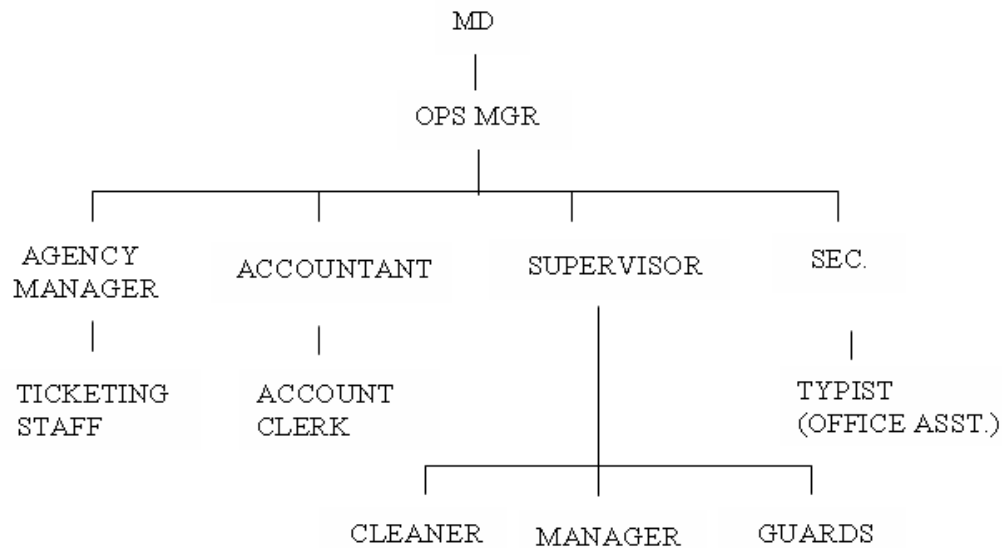 MD
OPS MGR
AGENCY
MANAGER
ACCOUNTANT
SUPERVISOR
SEC.
TICKETING
STAFF
ACCOUNT
CLERK
TYPIST
(OFFICE ASST.)
CLEANER
MANAGER
GUARDS